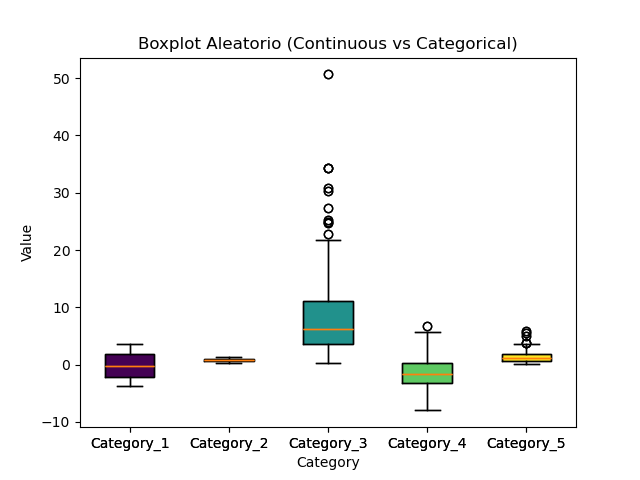 Boxplot Aleatorio (Continuous vs Categorical)
50
40
30
20
10
0
−10
Value
Category_1 Category_2 Category_3 Category_4 Category_5
Category